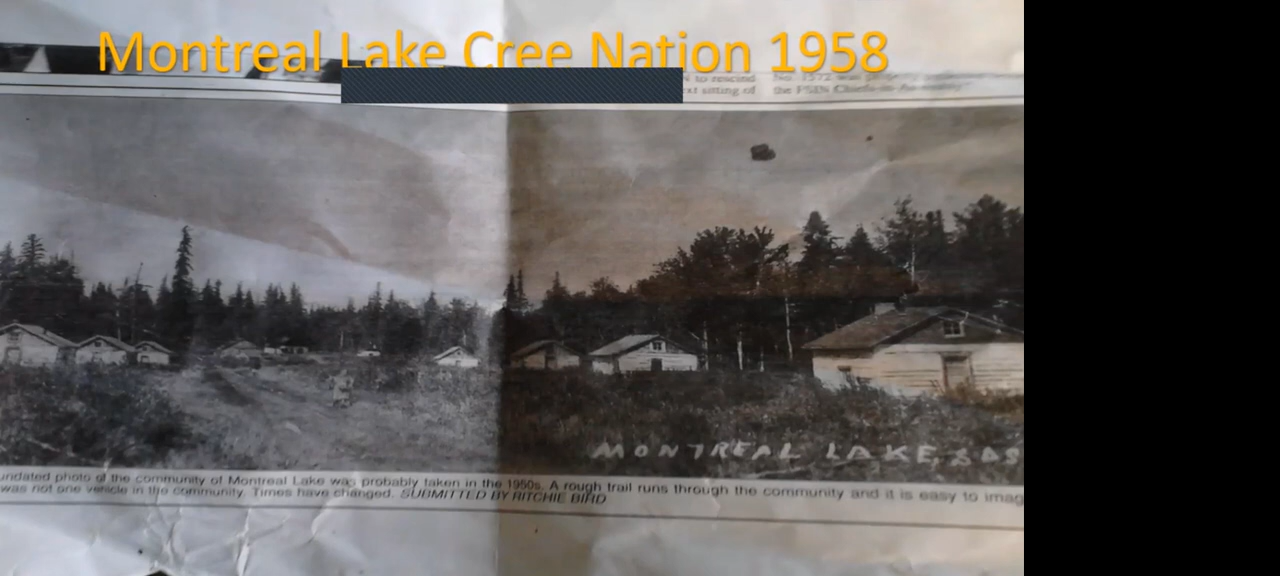 Montreal Lake Cree Nation 1958
to rescind
sitting of
the FSIN Chiefs-in-Assembly.
MONTREAL LAKE, SAS
undated photo of the community of Montreal Lake was probably taken in the 1950s. A rough trail runs through the community and it is easy to imag
was not one vehicle in the community. Times have changed. SUBMITTED BY RITCHIE BIRD